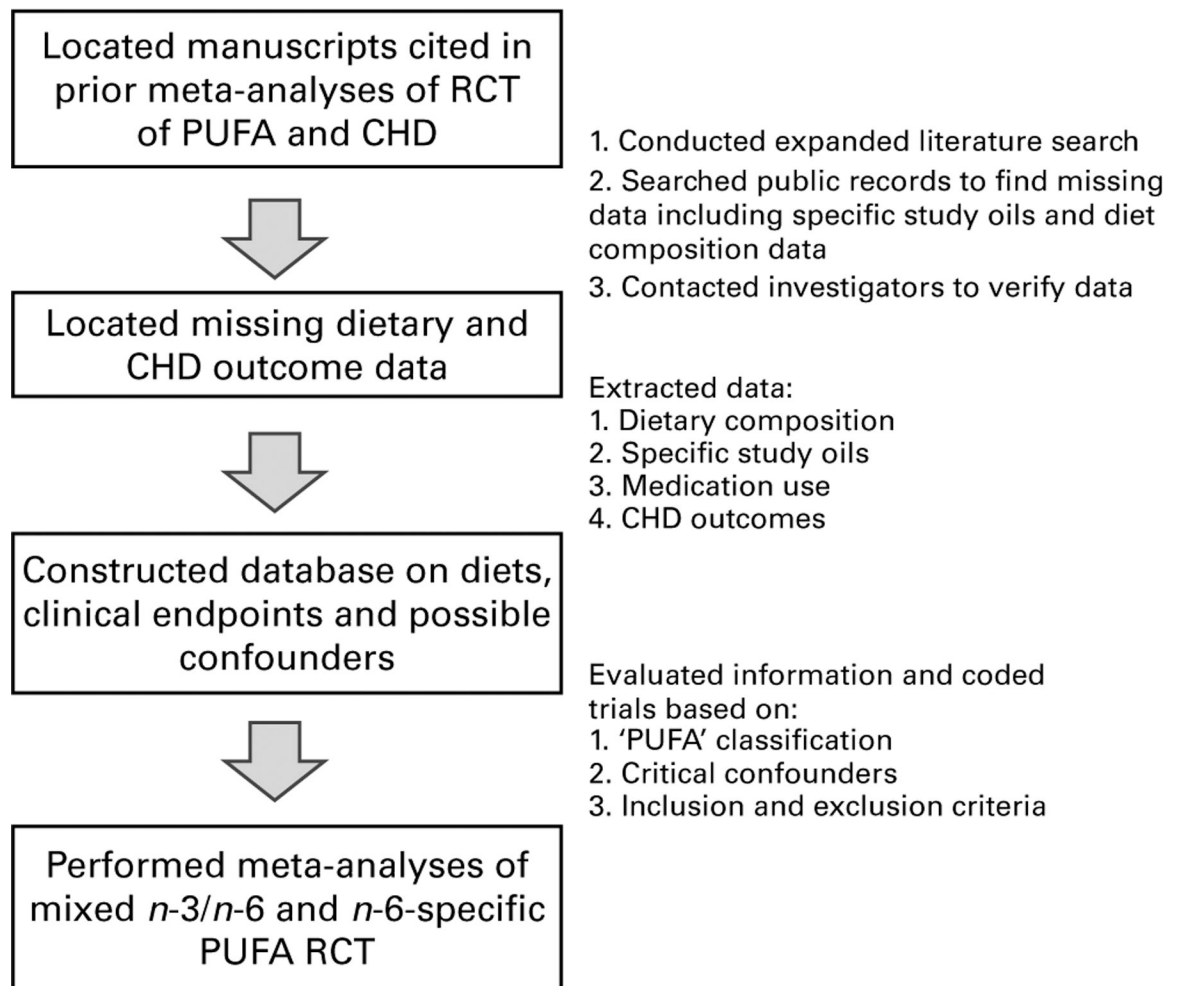 Located manuscripts cited in
prior meta-analyses of RCT
of PUFA and CHD
1. Conducted expanded literature search
2. Searched public records to find missing
data including specific study oils and diet
composition data
3. Contacted investigators to verify data
Located missing dietary and
CHD outcome data
Extracted data:
1. Dietary composition
2. Specific study oils
3. Medication use
4. CHD outcomes
Constructed database on diets,
clinical endpoints and possible
confounders
Evaluated information and coded
trials based on:
1. ‘PUFA’ classification
2. Critical confounders
3. Inclusion and exclusion criteria
Performed meta-analyses of
mixed n-3/n-6 and n-6-specific
PUFA RCT